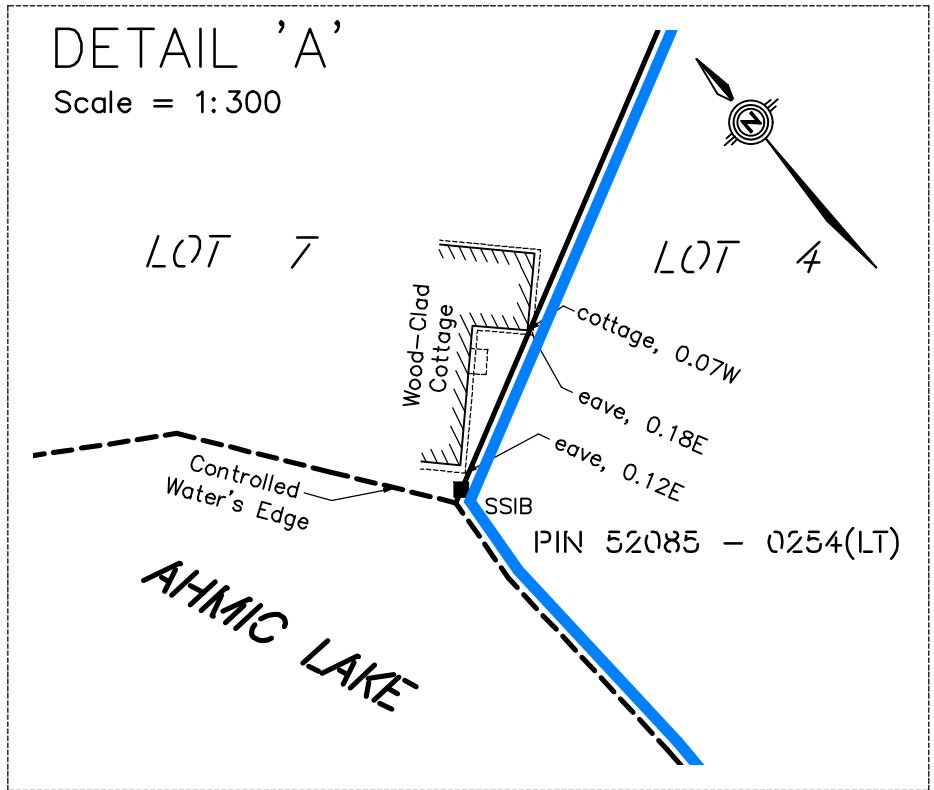 DETAIL 'A'
Scale = 1:300
N
LOT 7
LOT 4
Wood-Clad
Cottage
cottage, 0.07W
eave, 0.18E
eave, 0.12E
Controlled
Water's Edge
SSIB
PIN 52085 - 0254(LT)
AHMIC LAKE